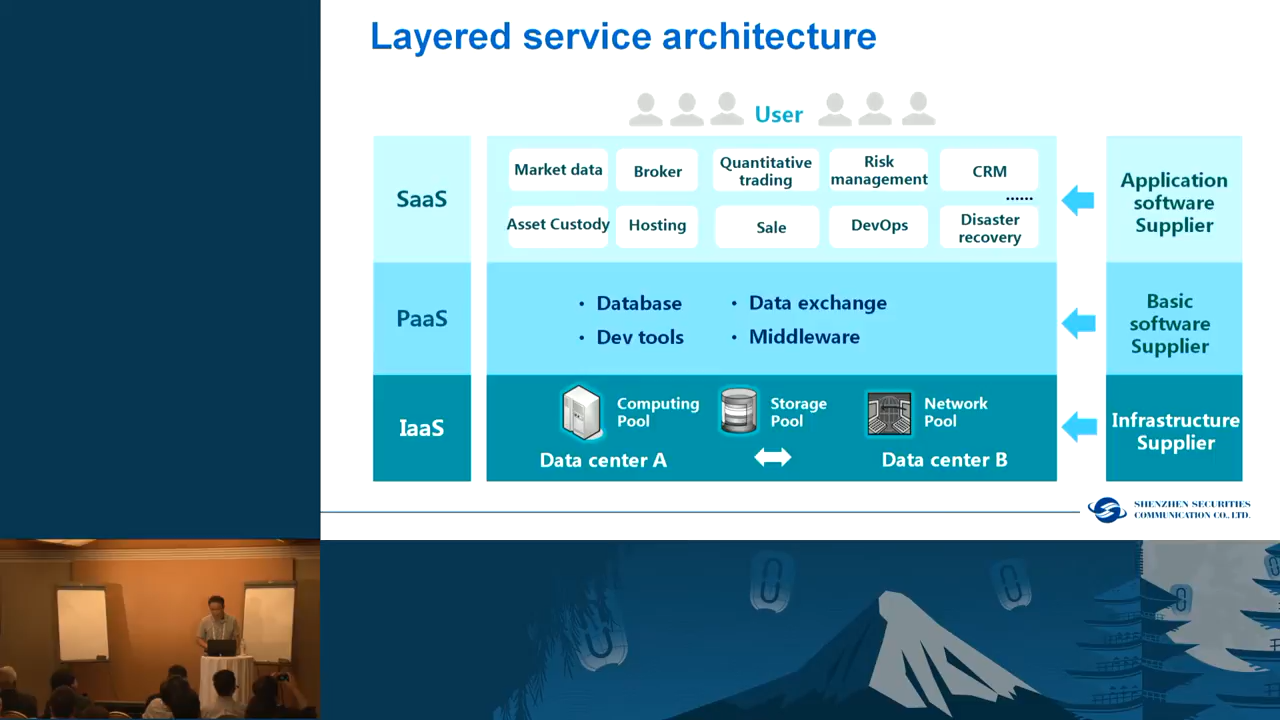 Layered service architecture
User
SaaS
Market data
Broker
Quantitative
trading
Risk
management
CRM
......
Asset Custody
Hosting
Sale
DevOps
Disaster
recovery
Application
software
Supplier
PaaS
• Database
• Data exchange
• Dev tools
• Middleware
Basic
software
Supplier
IaaS
Computing
Pool
Storage
Pool
Network
Pool
Data center A
Data center B
Infrastructure
Supplier
SHENZHEN SECURITIES
COMMUNICATION CO., LTD.